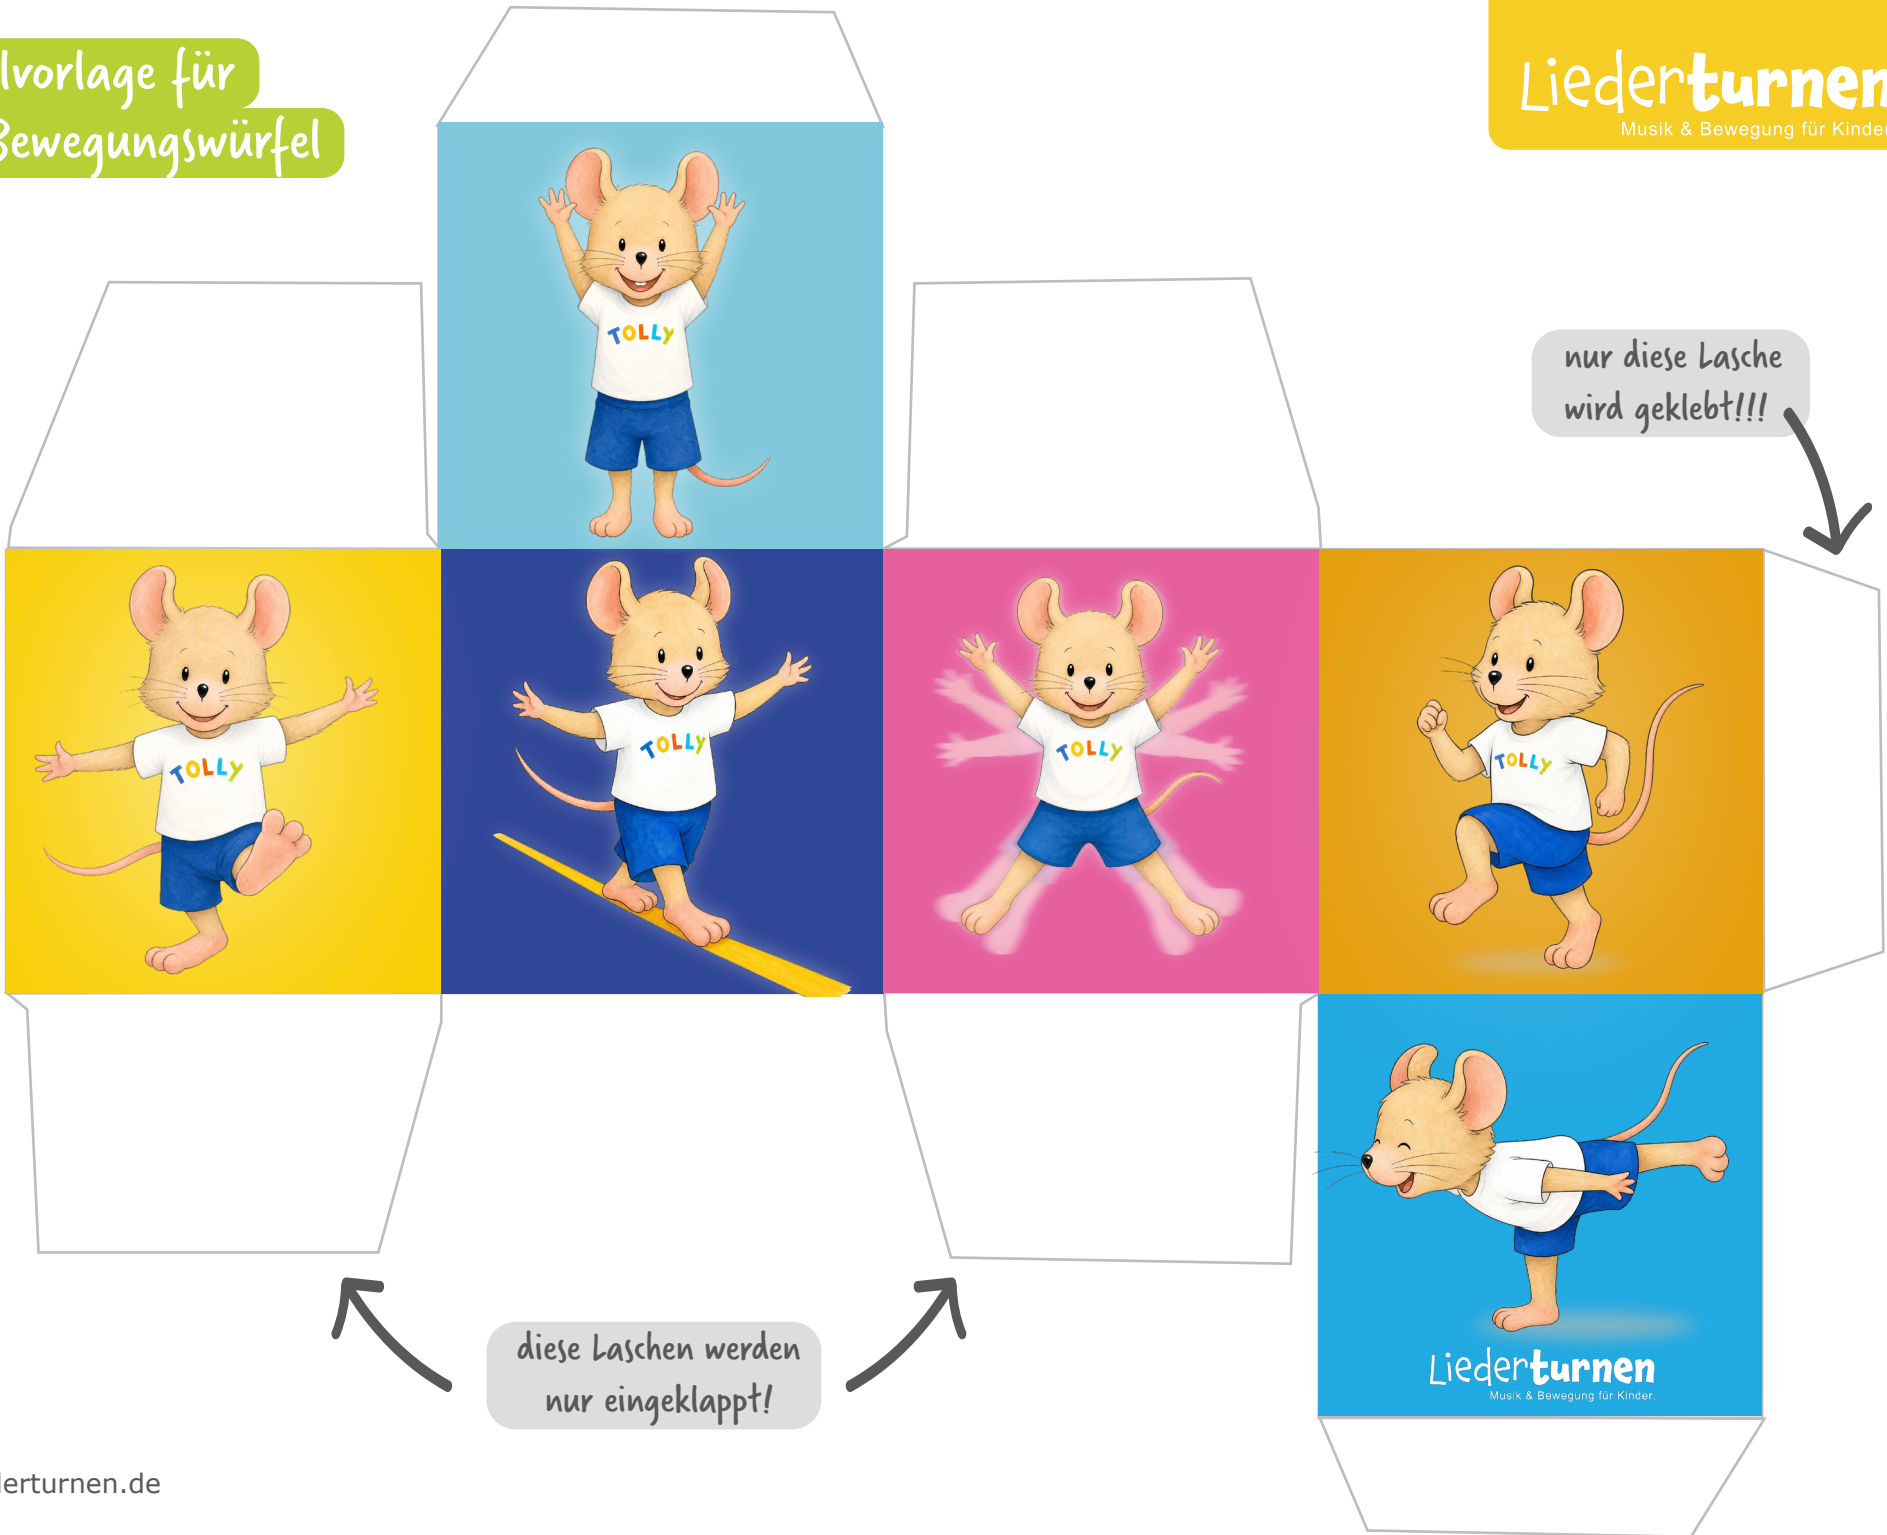 lvorlage für
Bewegungswürfel
Liederturnen
Musik & Bewegung für Kinder
TOLLY
nur diese Lasche
wird geklebt!!!
TOLLY
TOLLY
TOLLY
TOLLY
diese Laschen werden
nur eingeklappt!
Liederturnen
Musik & Bewegung für Kinder.
derturnen.de